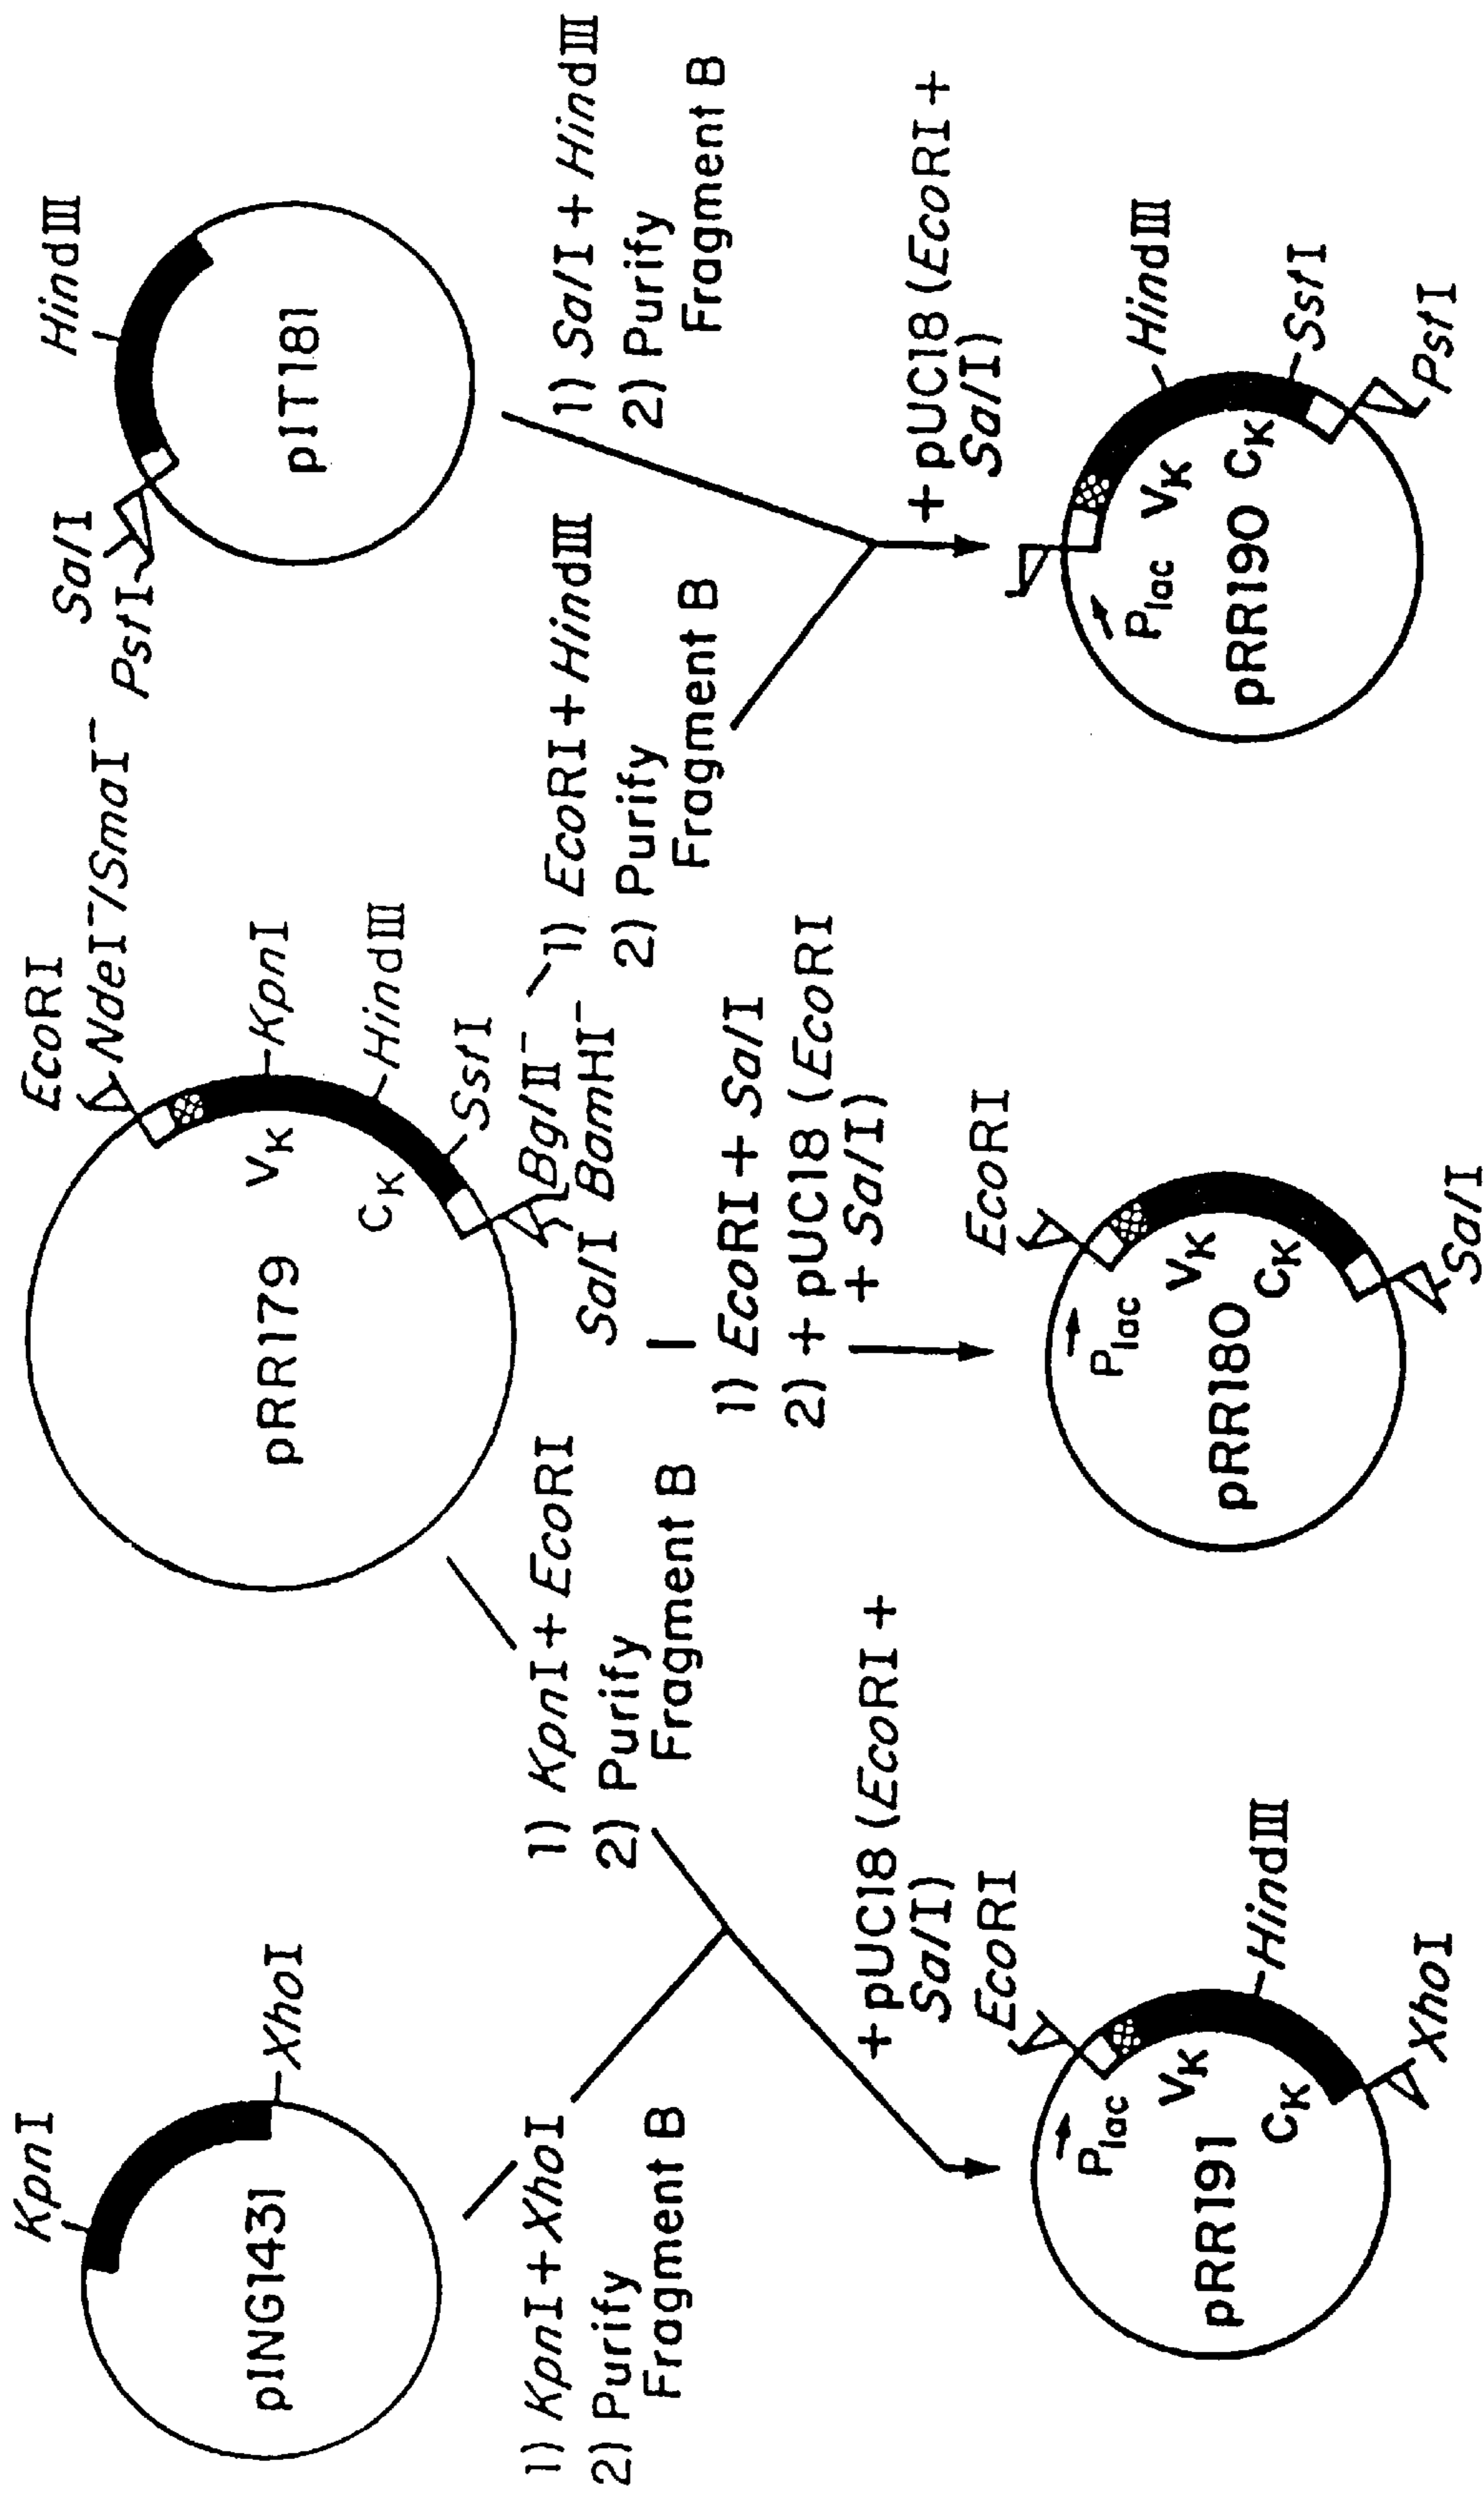 KpnI
XhoI
pING1431
1) KpnI + XhoI
2) Purify
Fragment B
EcoRI
NdeI⁻/SmaI⁻
KpnI
HindIII
SstI
BglII⁻
SalI BamHI⁻
VK
CK
pRR179
1) KpnI + EcoRI
2) Purify
Fragment B
1) EcoRI + SalI
2) + pUC18 (EcoRI
+ SalI)
1) EcoRI + HindIII
2) Purify
Fragment B
SalI
PstI
HindIII
pIT181
1) SalI + HindIII
2) Purify
Fragment B
+ pUC18 (EcoRI +
SalI)
EcoRI
HindIII
XhoI
Plac
VK
CK
pRR191
EcoRI
SalI
Plac
VK
CK
pRR180
+ pUC18 (EcoRI +
SalI)
HindIII
SstI
PstI
Plac
VK
CK
pRR190